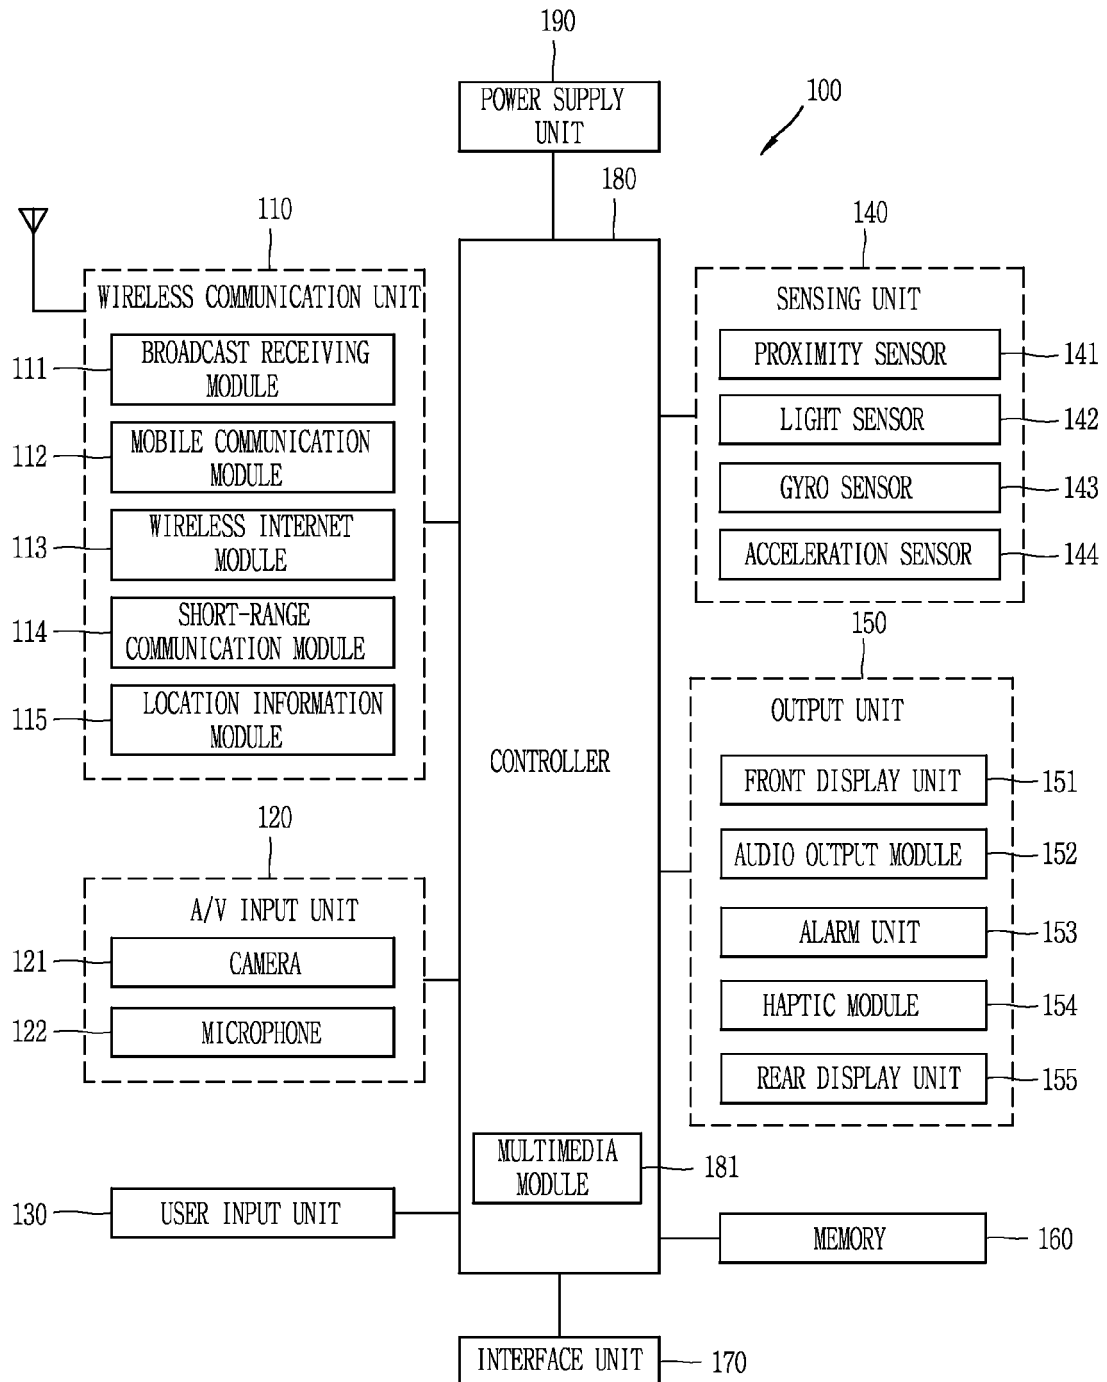 190
POWER SUPPLY
UNIT
100
180
110
WIRELESS COMMUNICATION UNIT
111
BROADCAST RECEIVING
MODULE
112
MOBILE COMMUNICATION
MODULE
113
WIRELESS INTERNET
MODULE
114
SHORT-RANGE
COMMUNICATION MODULE
115
LOCATION INFORMATION
MODULE
120
A/V INPUT UNIT
121
CAMERA
122
MICROPHONE
130
USER INPUT UNIT
CONTROLLER
MULTIMEDIA
MODULE
181
140
SENSING UNIT
PROXIMITY SENSOR
141
LIGHT SENSOR
142
GYRO SENSOR
143
ACCELERATION SENSOR
144
150
OUTPUT UNIT
FRONT DISPLAY UNIT
151
AUDIO OUTPUT MODULE
152
ALARM UNIT
153
HAPTIC MODULE
154
REAR DISPLAY UNIT
155
MEMORY
160
INTERFACE UNIT
170